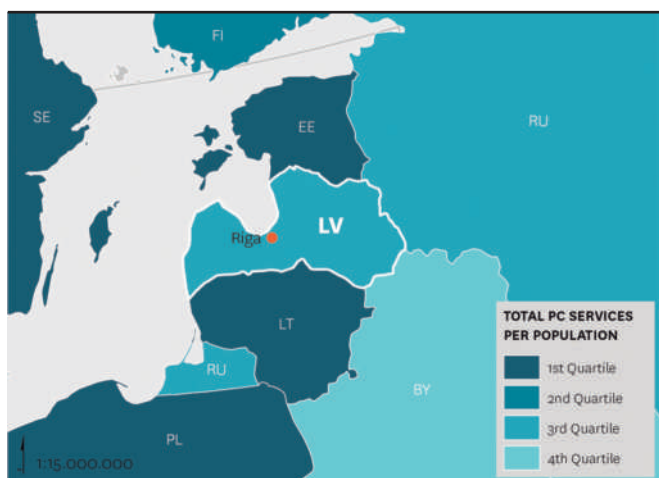 FI
SE
EE
RU
LV
Riga
LT
RU
BY
PL
1:15.000.000
TOTAL PC SERVICES
PER POPULATION
1st Quartile
2nd Quartile
3rd Quartile
4th Quartile